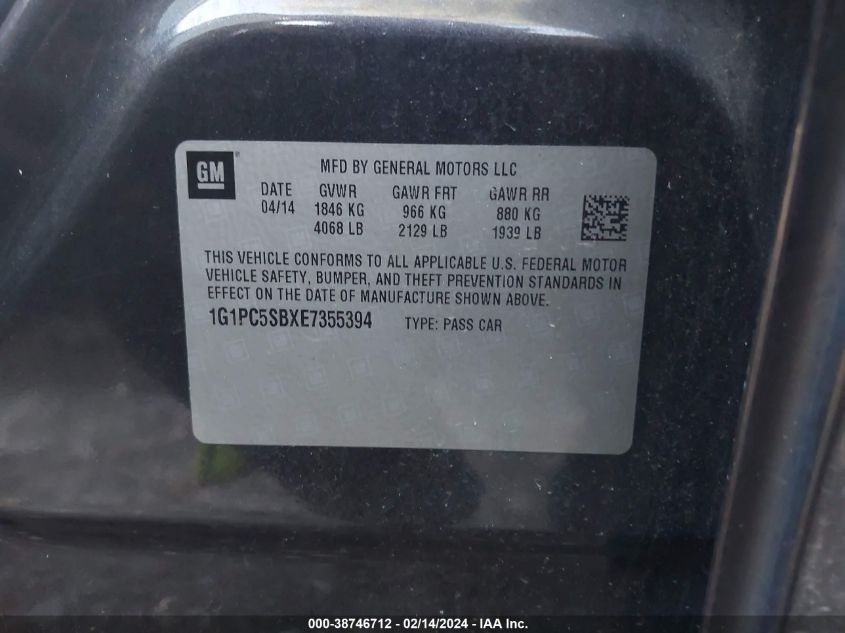 GM
MFD BY GENERAL MOTORS LLC
DATE GVWR GAWR FRT GAWR RR
04/14 1846 KG 966 KG 880 KG
4068 LB 2129 LB 1939 LB
THIS VEHICLE CONFORMS TO ALL APPLICABLE U.S. FEDERAL MOTOR
VEHICLE SAFETY, BUMPER, AND THEFT PREVENTION STANDARDS IN
EFFECT ON THE DATE OF MANUFACTURE SHOWN ABOVE.
1G1PC5SBXE7355394 TYPE: PASS CAR
000-38746712 - 02/14/2024 - IAA Inc.